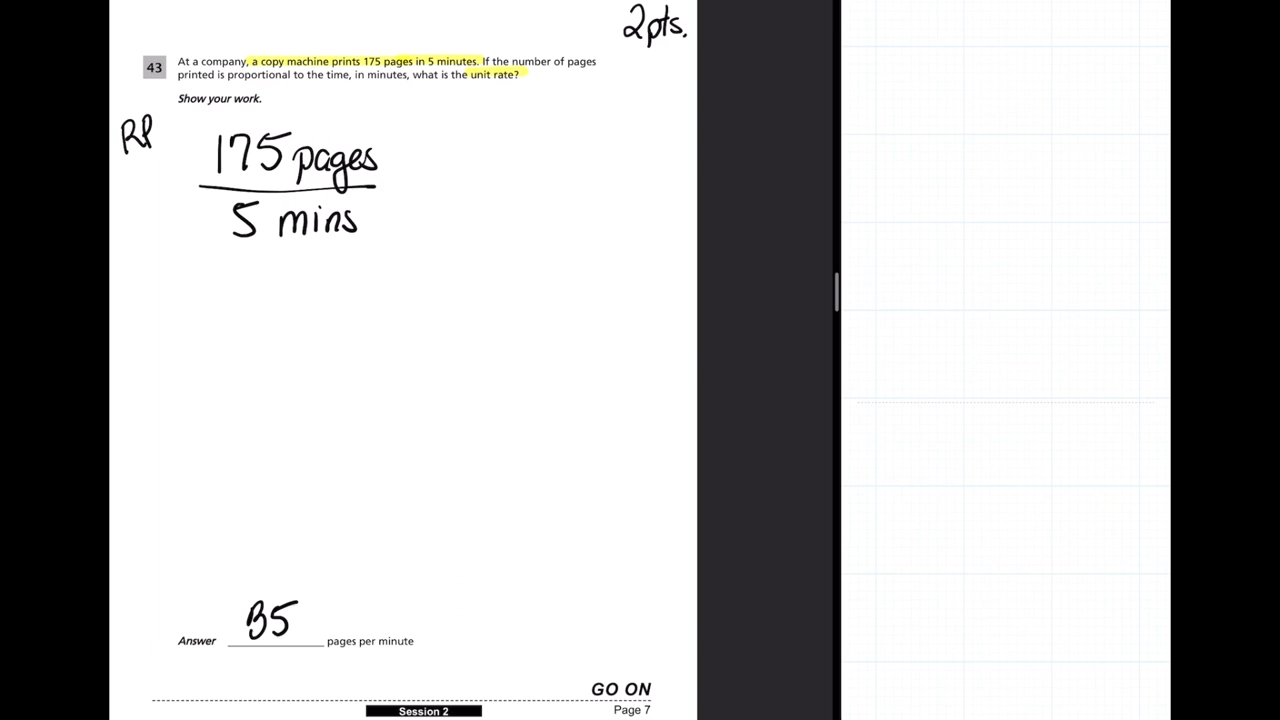 2pts.
43 At a company, a copy machine prints 175 pages in 5 minutes. If the number of pages
printed is proportional to the time, in minutes, what is the unit rate?
Show your work.
RP
175 pages
5 mins
35
Answer pages per minute
GO ON
Session 2 Page 7